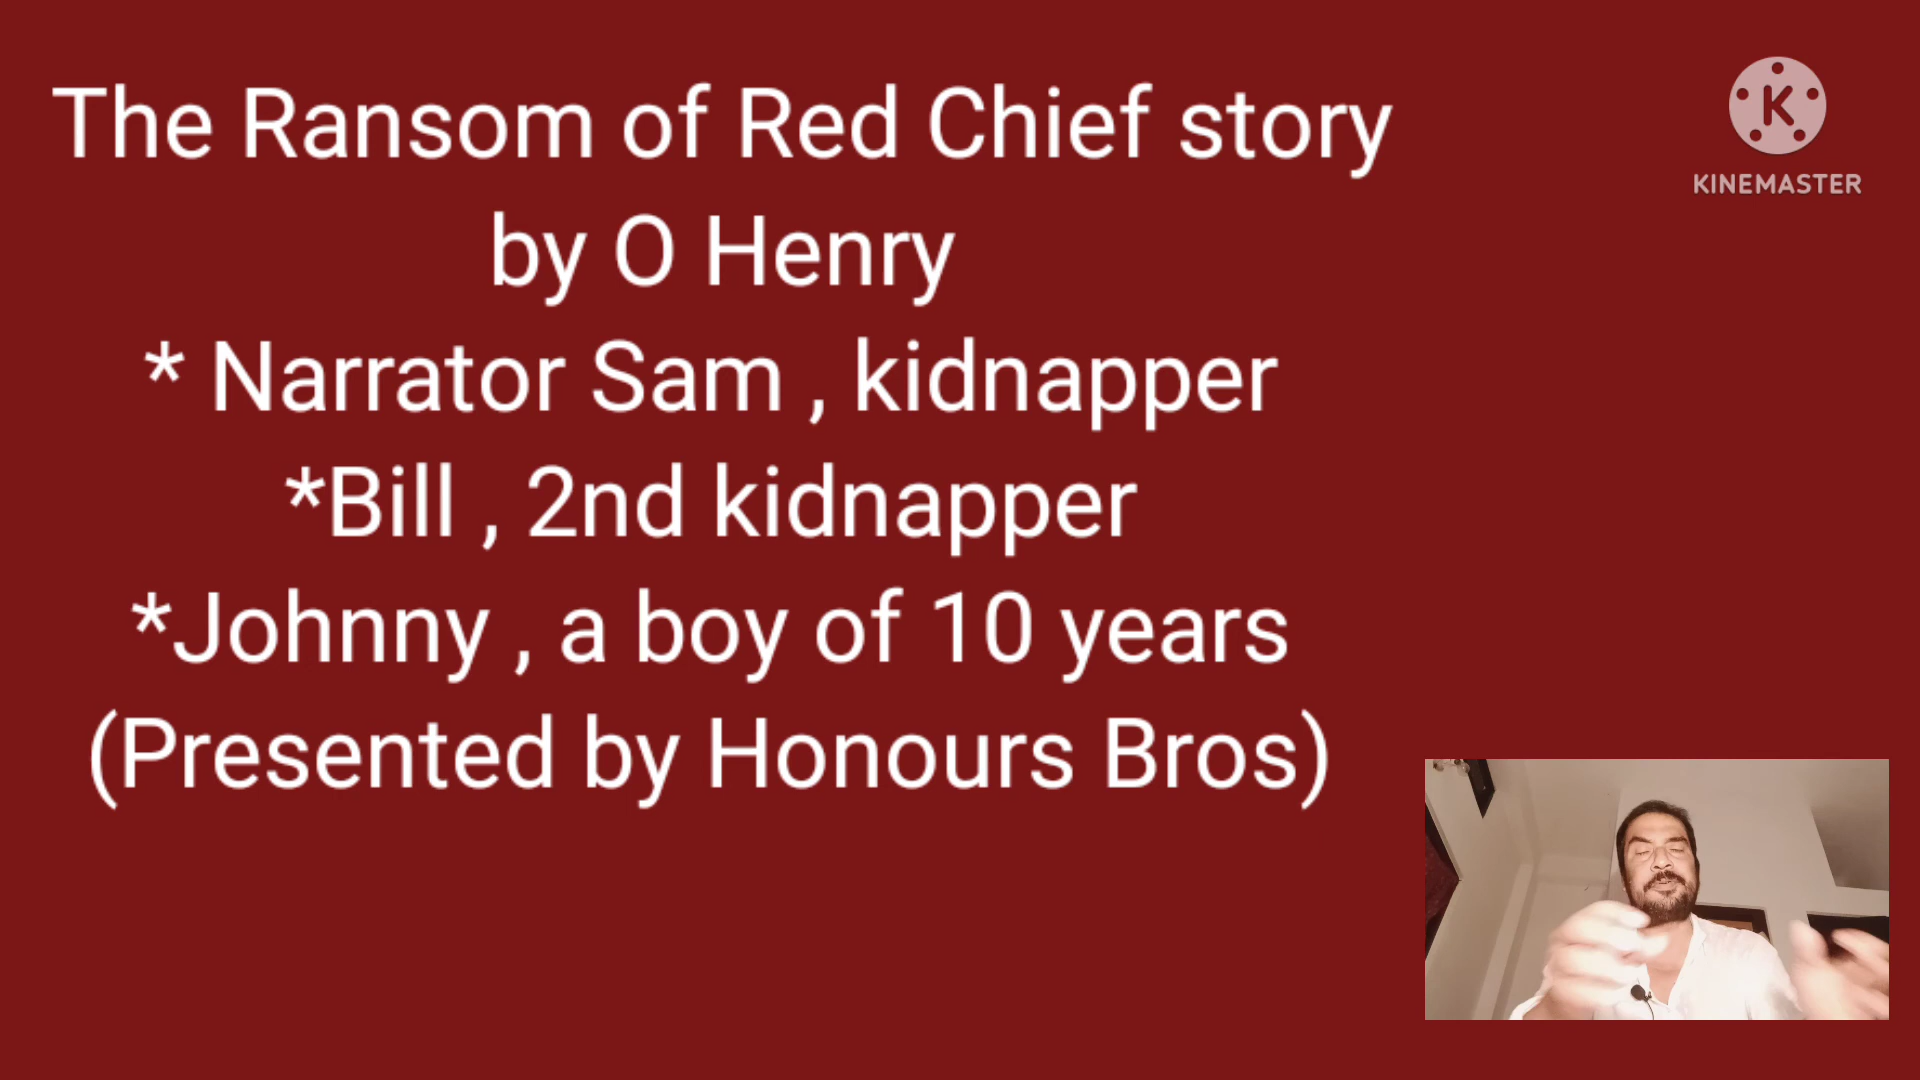 The Ransom of Red Chief story
by O Henry
* Narrator Sam , kidnapper
*Bill , 2nd kidnapper
*Johnny , a boy of 10 years
(Presented by Honours Bros)
K
KINEMASTER